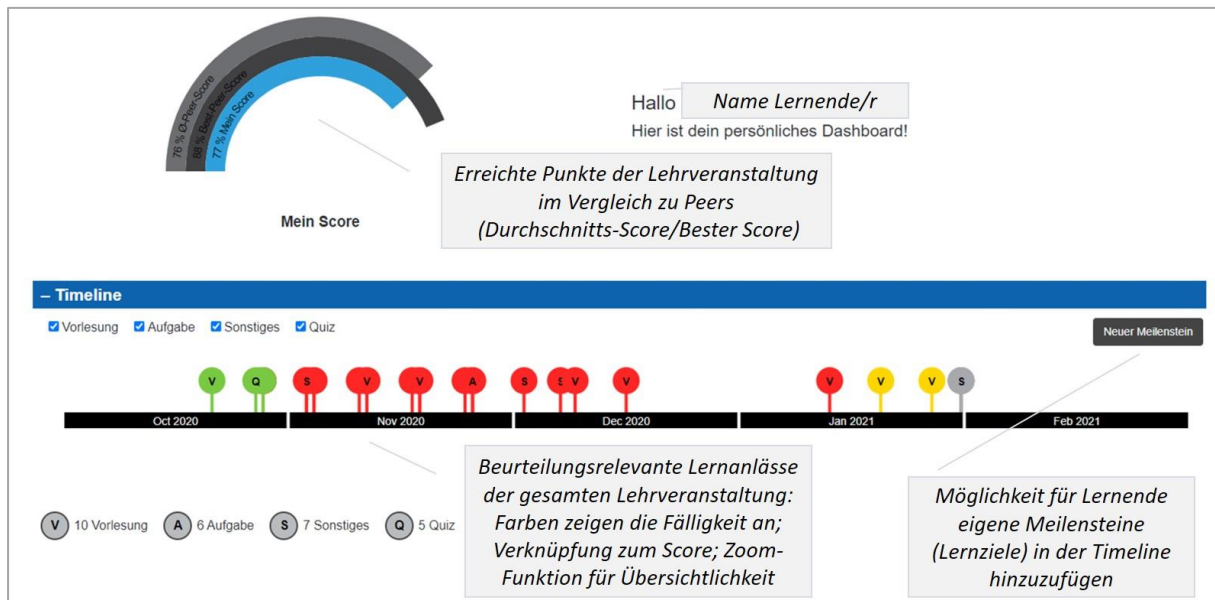 76 % Ø-Peer-Score
88 % Best-Peer-Score
77 % Mein Score
Mein Score
Hallo
Name Lernende/r
Hier ist dein persönliches Dashboard!
Erreichte Punkte der Lehrveranstaltung
im Vergleich zu Peers
(Durchschnitts-Score/Bester Score)
– Timeline
Vorlesung Aufgabe Sonstiges Quiz
Neuer Meilenstein
V Q S V V A S S V V V V V S
Oct 2020 Nov 2020 Dec 2020 Jan 2021 Feb 2021
Beurteilungsrelevante Lernanlässe
der gesamten Lehrveranstaltung:
Farben zeigen die Fälligkeit an;
Verknüpfung zum Score; Zoom-
Funktion für Übersichtlichkeit
Möglichkeit für Lernende
eigene Meilensteine
(Lernziele) in der Timeline
hinzuzufügen
V 10 Vorlesung A 6 Aufgabe S 7 Sonstiges Q 5 Quiz